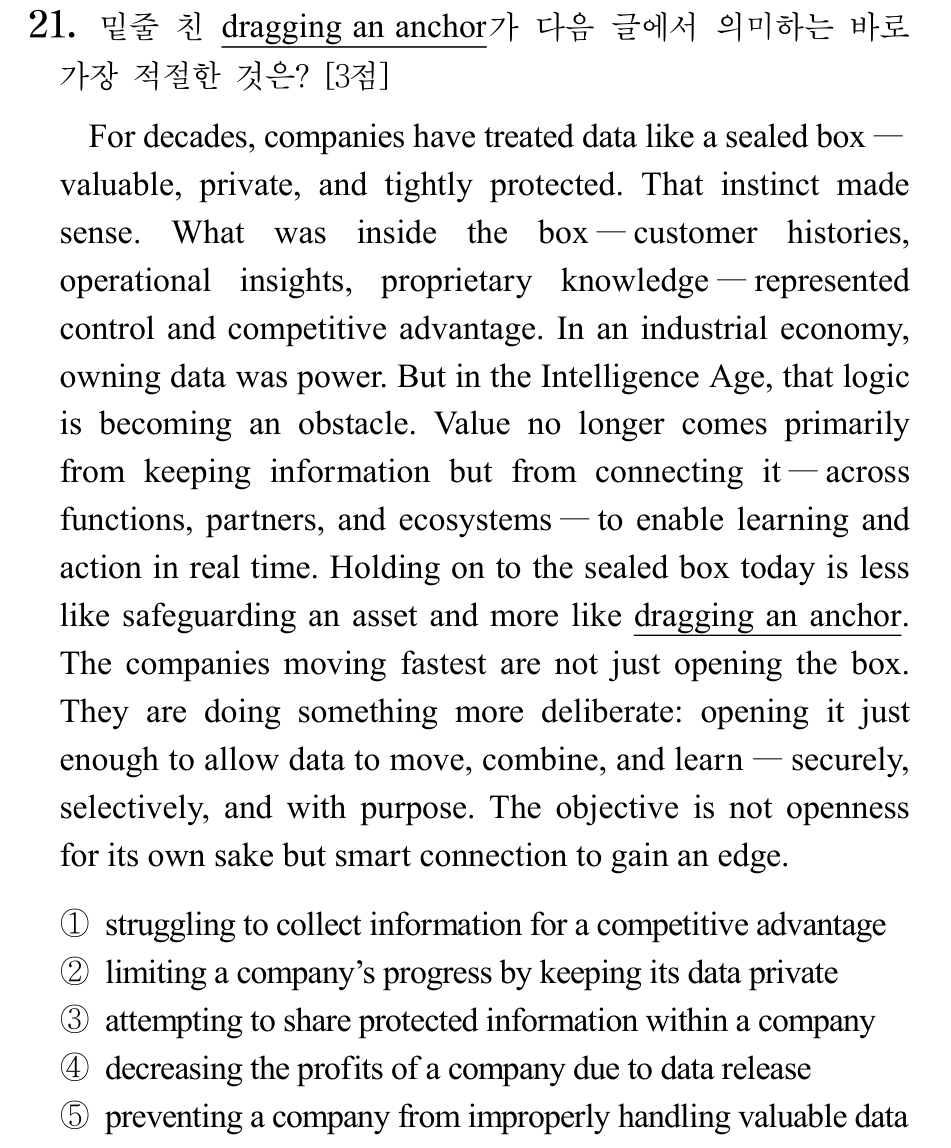 21. 밑줄 친 dragging an anchor가 다음 글에서 의미하는 바로
가장 적절한 것은? [3점]
For decades, companies have treated data like a sealed box —
valuable, private, and tightly protected. That instinct made
sense. What was inside the box — customer histories,
operational insights, proprietary knowledge — represented
control and competitive advantage. In an industrial economy,
owning data was power. But in the Intelligence Age, that logic
is becoming an obstacle. Value no longer comes primarily
from keeping information but from connecting it — across
functions, partners, and ecosystems — to enable learning and
action in real time. Holding on to the sealed box today is less
like safeguarding an asset and more like dragging an anchor.
The companies moving fastest are not just opening the box.
They are doing something more deliberate: opening it just
enough to allow data to move, combine, and learn — securely,
selectively, and with purpose. The objective is not openness
for its own sake but smart connection to gain an edge.
① struggling to collect information for a competitive advantage
② limiting a company’s progress by keeping its data private
③ attempting to share protected information within a company
④ decreasing the profits of a company due to data release
⑤ preventing a company from improperly handling valuable data